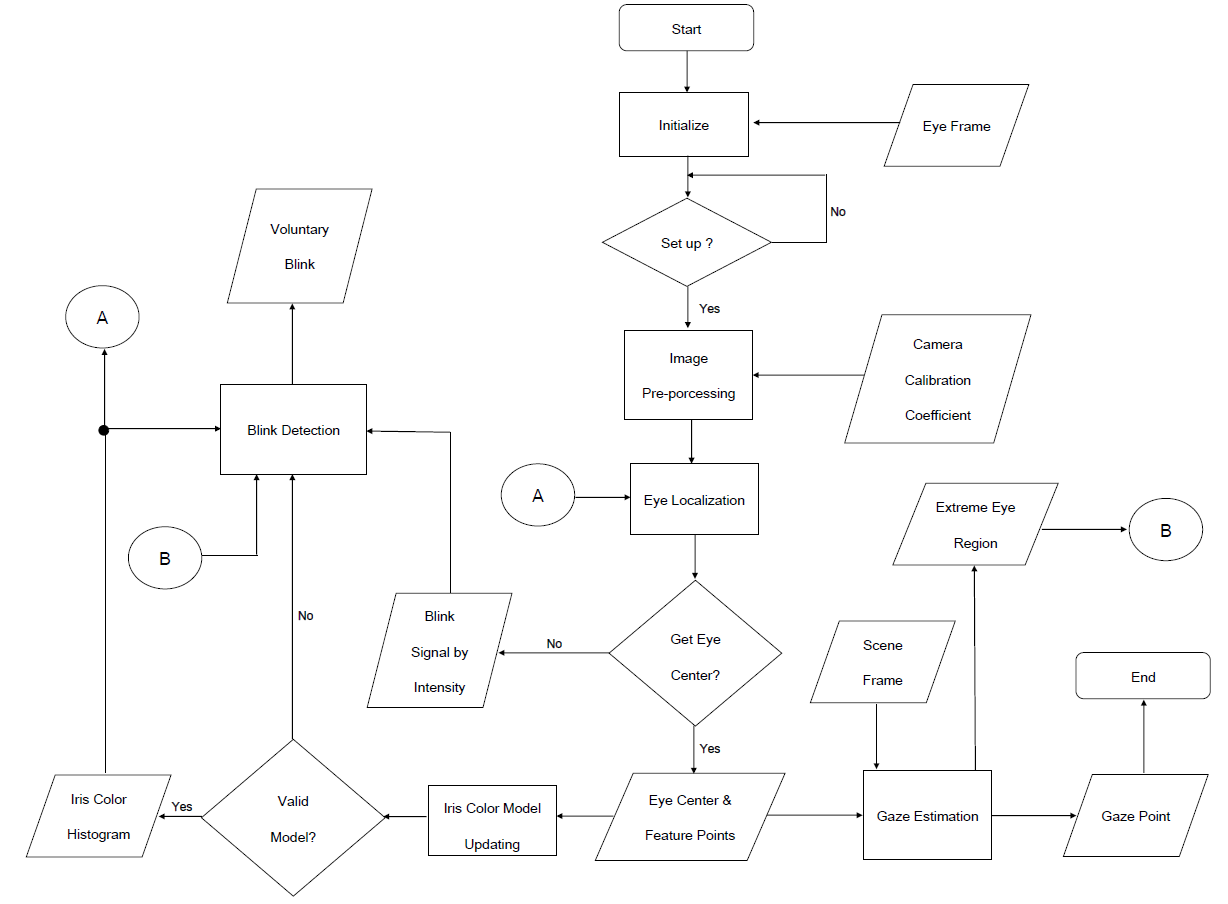 Start
Initialize
Eye Frame
No
Set up ?
Yes
Voluntary
Blink
A
Image
Pre-porcessing
Camera
Calibration
Coefficient
Blink Detection
A
Eye Localization
Extreme Eye
Region
B
B
No
Blink
Signal by
Intensity
No
Get Eye
Center?
Scene
Frame
End
Yes
Iris Color
Histogram
Yes
Valid
Model?
Iris Color Model
Updating
Eye Center &
Feature Points
Gaze Estimation
Gaze Point